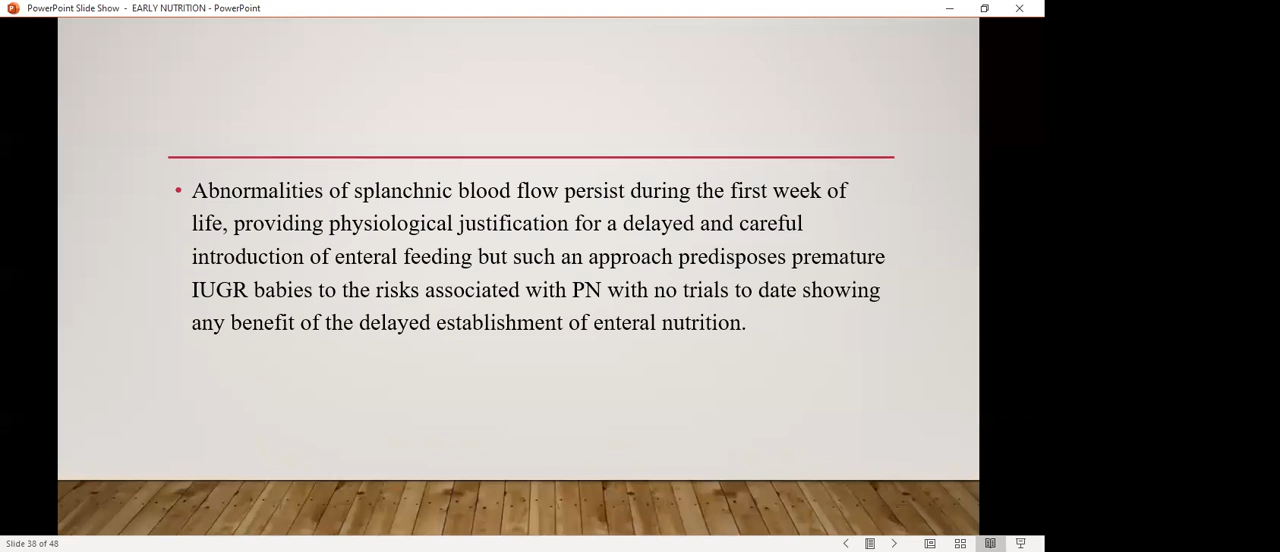 PowerPoint Slide Show - EARLY NUTRITION - PowerPoint
• Abnormalities of splanchnic blood flow persist during the first week of
life, providing physiological justification for a delayed and careful
introduction of enteral feeding but such an approach predisposes premature
IUGR babies to the risks associated with PN with no trials to date showing
any benefit of the delayed establishment of enteral nutrition.
Slide 38 of 48